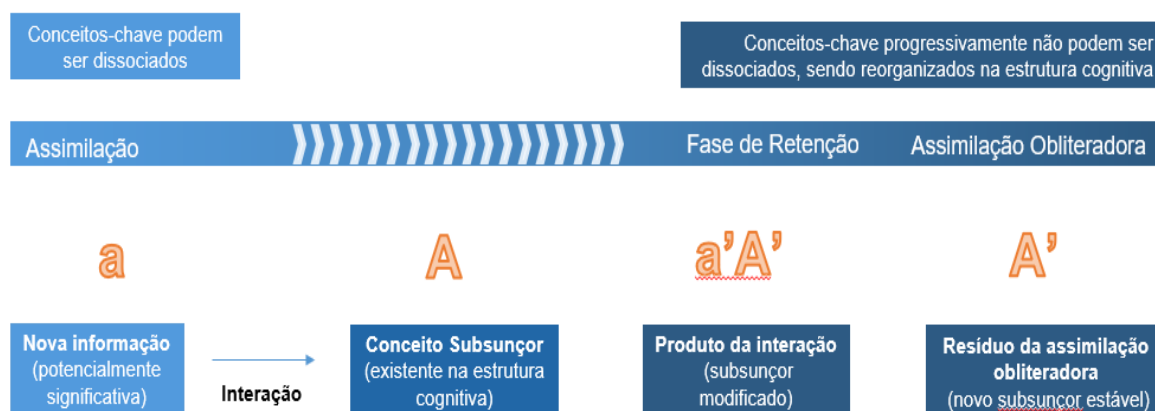 Conceitos-chave podem
ser dissociados
Conceitos-chave progressivamente não podem ser
dissociados, sendo reorganizados na estrutura cognitiva
Assimilação
Fase de Retenção
Assimilação Obliteradora
a
A
a’A’
A’
Nova informação
(potencialmente
significativa)
Interação
Conceito Subsunçor
(existente na estrutura
cognitiva)
Produto da interação
(subsunçor
modificado)
Resíduo da assimilação
obliteradora
(novo subsunçor estável)